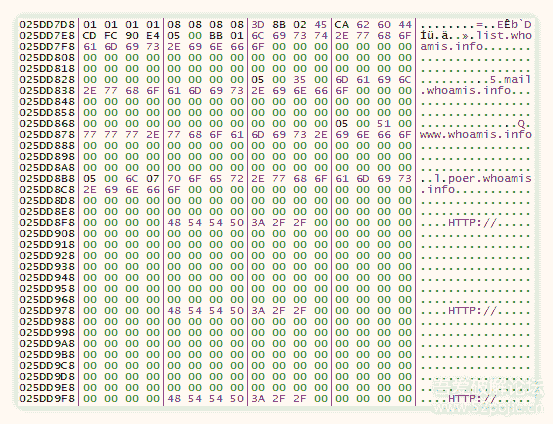 025DD7D8 01 01 01 01 08 08 08 08 3D 8B 02 45 CA 62 60 44 ........=..EÊb`D
025DD7E8 CD FC 90 E4 05 00 BB 01 6C 69 73 74 2E 77 68 6F Íü.ä..».list.who
025DD7F8 61 6D 69 73 2E 69 6E 66 6F 00 00 00 00 00 00 00 amis.info.......
025DD808 00 00 00 00 00 00 00 00 00 00 00 00 00 00 00 00 ................
025DD818 00 00 00 00 00 00 00 00 00 00 00 00 00 00 00 00 ................
025DD828 00 00 00 00 00 00 00 00 05 00 35 00 6D 61 69 6C ..........5.mail
025DD838 2E 77 68 6F 61 6D 69 73 2E 69 6E 66 6F 00 00 00 .whoamis.info...
025DD848 00 00 00 00 00 00 00 00 00 00 00 00 00 00 00 00 ................
025DD858 00 00 00 00 00 00 00 00 00 00 00 00 00 00 00 00 ................
025DD868 00 00 00 00 00 00 00 00 00 00 00 00 05 00 51 00 ..............Q.
025DD878 77 77 77 2E 77 68 6F 61 6D 69 73 2E 69 6E 66 6F www.whoamis.info
025DD888 00 00 00 00 00 00 00 00 00 00 00 00 00 00 00 00 ................
025DD898 00 00 00 00 00 00 00 00 00 00 00 00 00 00 00 00 ................
025DD8A8 00 00 00 00 00 00 00 00 00 00 00 00 00 00 00 00 ................
025DD8B8 05 00 6C 07 70 6F 65 72 2E 77 68 6F 61 6D 69 73 ..l.poer.whoamis
025DD8C8 2E 69 6E 66 6F 00 00 00 00 00 00 00 00 00 00 00 .info...........
025DD8D8 00 00 00 00 00 00 00 00 00 00 00 00 00 00 00 00 ................
025DD8E8 00 00 00 00 00 00 00 00 00 00 00 00 00 00 00 00 ................
025DD8F8 00 00 00 00 48 54 54 50 3A 2F 2F 00 00 00 00 00 ....HTTP://.....
025DD908 00 00 00 00 00 00 00 00 00 00 00 00 00 00 00 00 ................
025DD918 00 00 00 00 00 00 00 00 00 00 00 00 00 00 00 00 ................
025DD928 00 00 00 00 00 00 00 00 00 00 00 00 00 00 00 00 ................
025DD938 00 00 00 00 00 00 00 00 00 00 00 00 00 00 00 00 ................
025DD948 00 00 00 00 00 00 00 00 00 00 00 00 00 00 00 00 ................
025DD958 00 00 00 00 00 00 00 00 00 00 00 00 00 00 00 00 ................
025DD968 00 00 00 00 00 00 00 00 00 00 00 00 00 00 00 00 ................
025DD978 00 00 00 00 48 54 54 50 3A 2F 2F 00 00 00 00 00 ....HTTP://.....
025DD988 00 00 00 00 00 00 00 00 00 00 00 00 00 00 00 00 ................
025DD998 00 00 00 00 00 00 00 00 00 00 00 00 00 00 00 00 ................
025DD9A8 00 00 00 00 00 00 00 00 00 00 00 00 00 00 00 00 ................
025DD9B8 00 00 00 00 00 00 00 00 00 00 00 00 00 00 00 00 ................
025DD9C8 00 00 00 00 00 00 00 00 00 00 00 00 00 00 00 00 ................
025DD9D8 00 00 00 00 00 00 00 00 00 00 00 00 00 00 00 00 ................
025DD9E8 00 00 00 00 00 00 00 00 00 00 00 00 00 00 00 00 ................
025DD9F8 00 00 00 00 48 54 54 50 3A 2F 2F 00 00 00 00 00 ....HTTP://.....